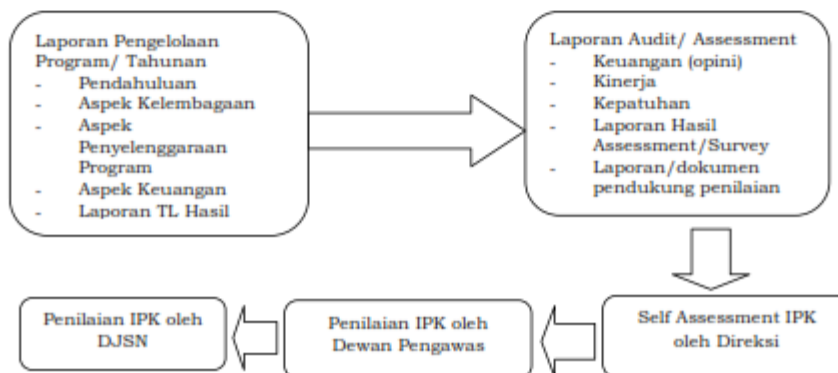 Laporan Pengelolaan
Program/ Tahunan
- Pendahuluan
- Aspek Kelembagaan
- Aspek
Penyelenggaraan
Program
- Aspek Keuangan
- Laporan TL Hasil
Laporan Audit/ Assessment
- Keuangan (opini)
- Kinerja
- Kepatuhan
- Laporan Hasil
Assessment/Survey
- Laporan/dokumen
pendukung penilaian
Self Assessment IPK
oleh Direksi
Penilaian IPK oleh
Dewan Pengawas
Penilaian IPK oleh
DJSN